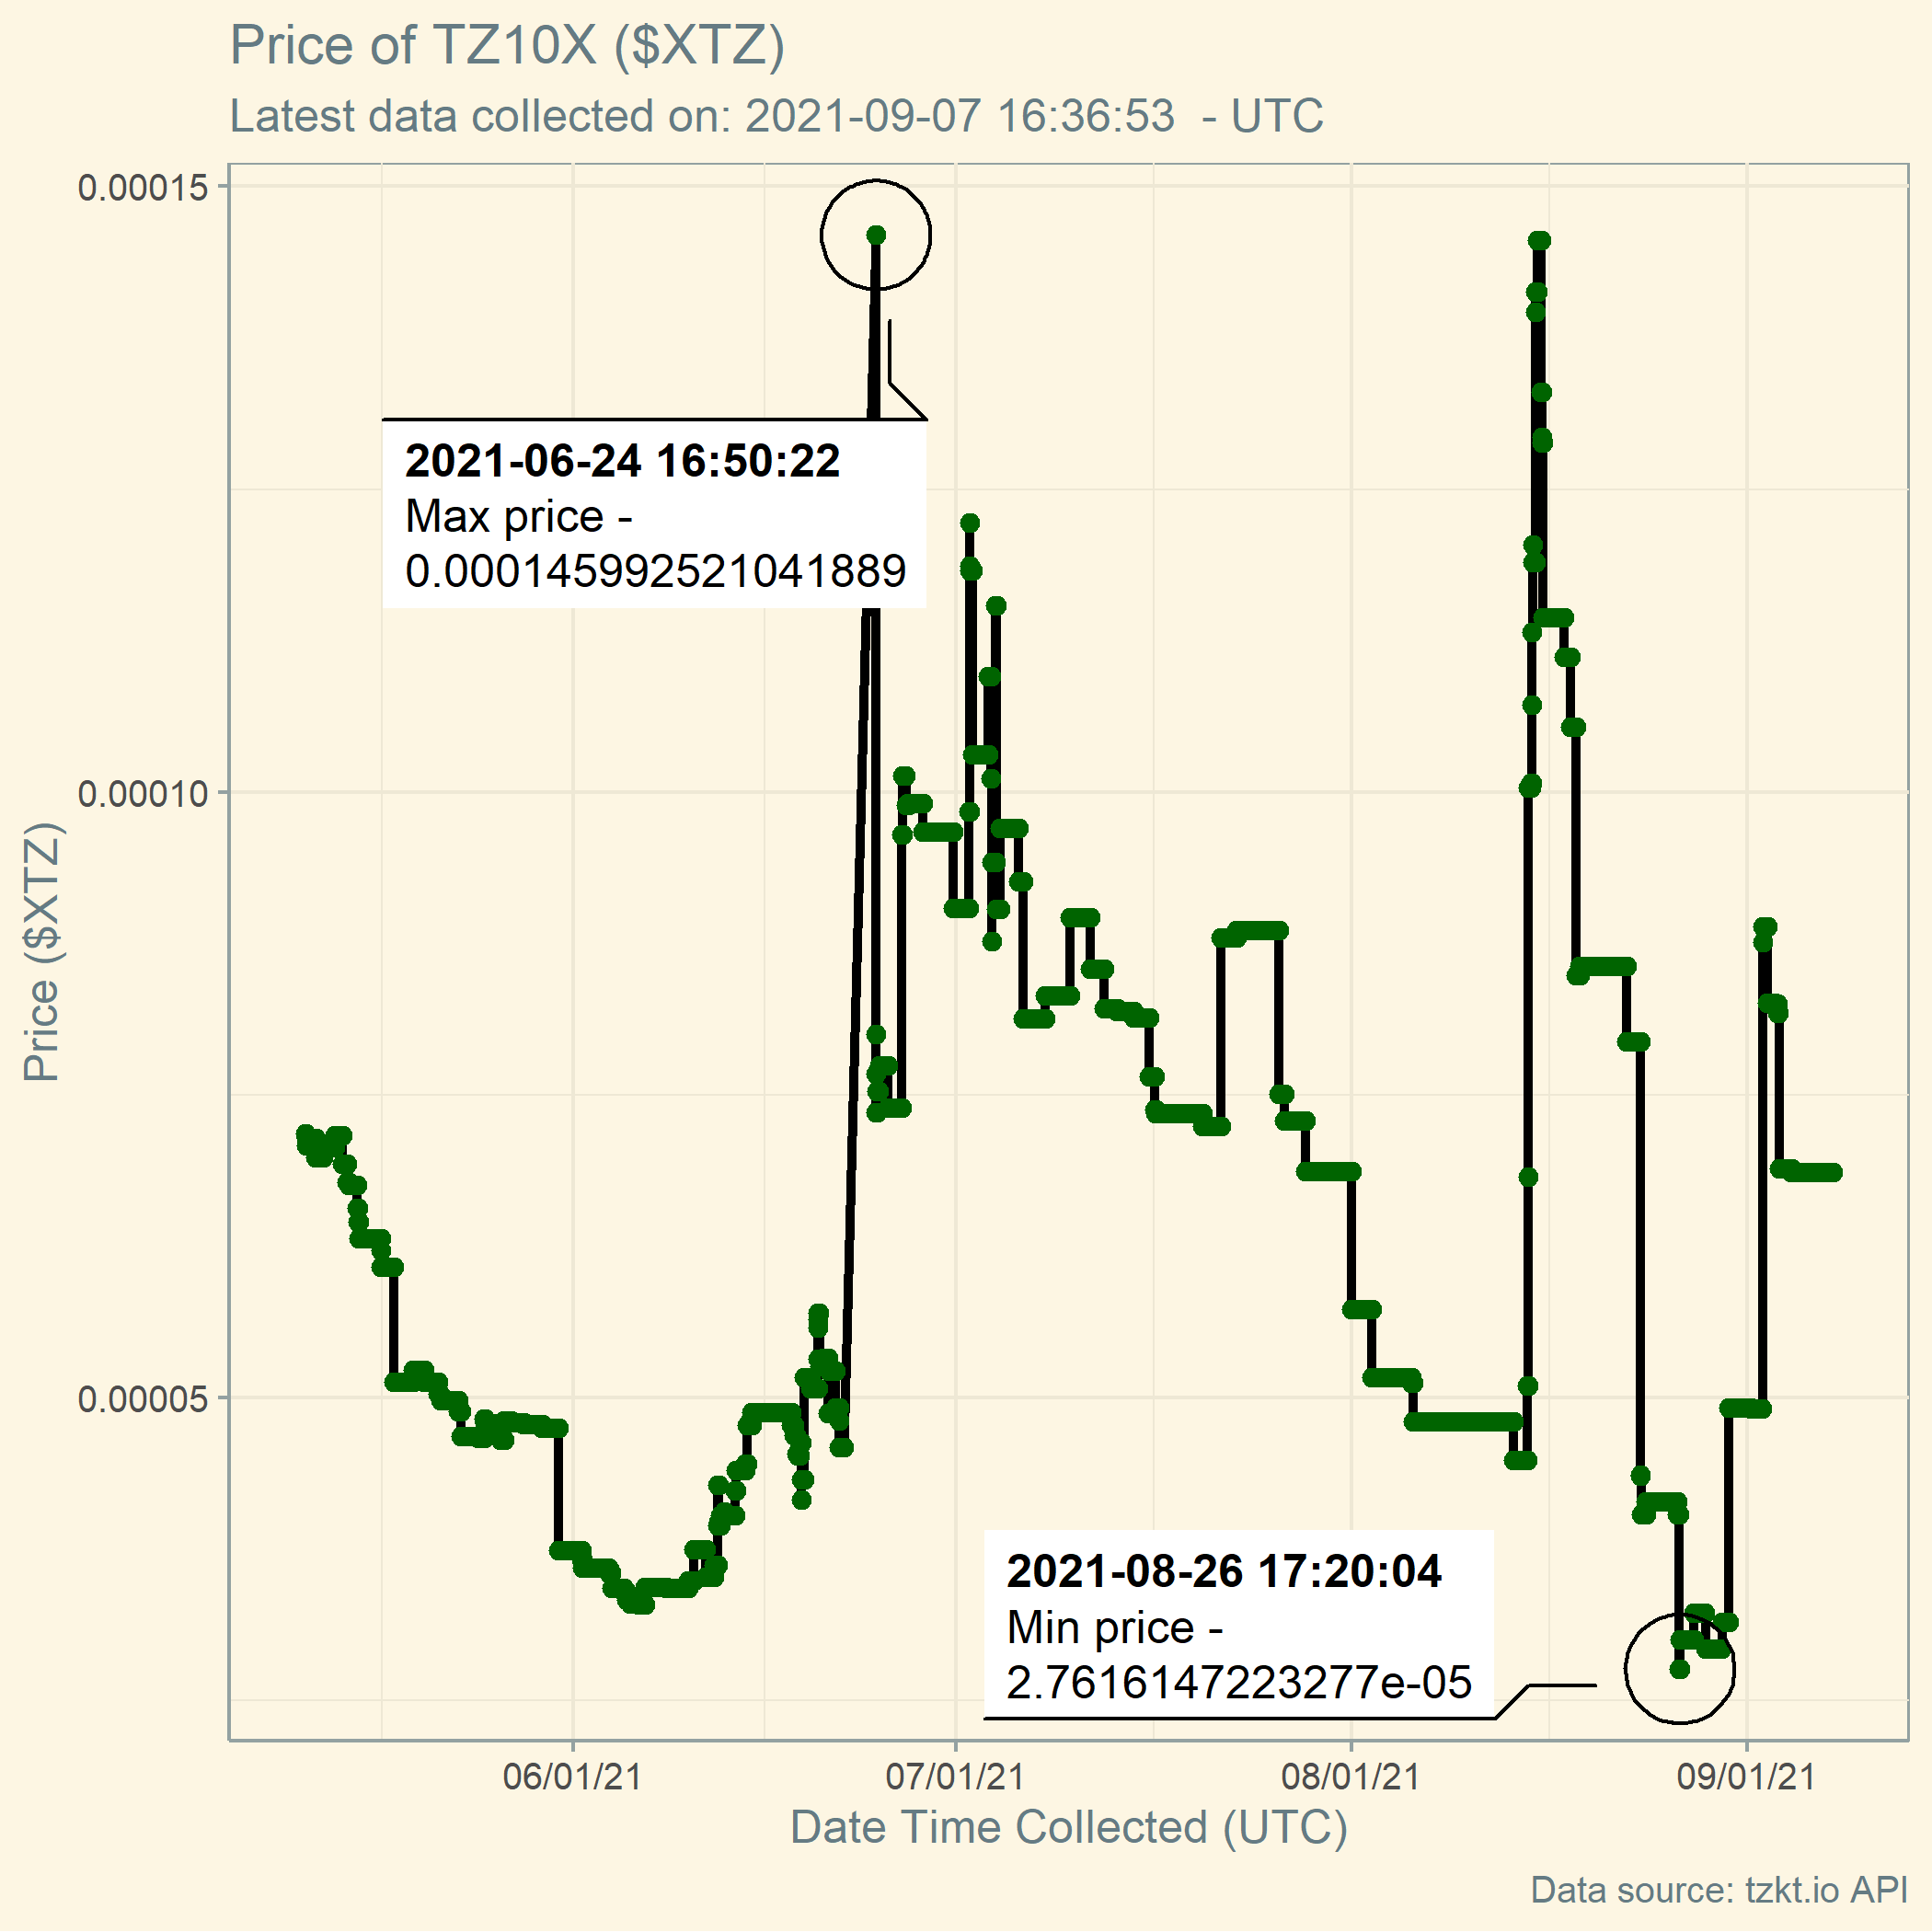 Price of TZ10X ($XTZ)
Latest data collected on: 2021-09-07 16:36:53  - UTC
0.00015
0.00010
0.00005
Price ($XTZ)
2021-06-24 16:50:22
Max price -
0.000145992521041889
2021-08-26 17:20:04
Min price -
2.7616147223277e-05
06/01/21
07/01/21
08/01/21
09/01/21
Date Time Collected (UTC)
Data source: tzkt.io API